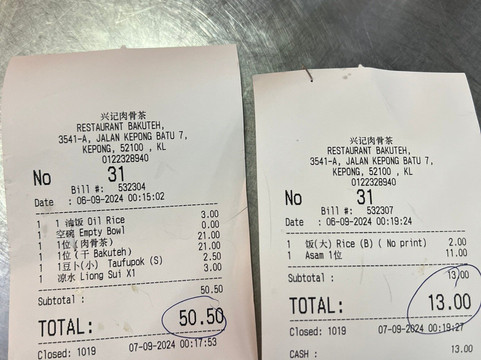 兴记肉骨茶
RESTAURANT BAKUTEH,
3541-A, JALAN KEPONG BATU 7,
KEPONG, 52100 , KL
0122328940
No 31
Bill #: 532304
Date : 06-09-2024 00:15:02
1 1 油饭 Oil Rice 3.00
1 空碗 Empty Bowl 0.00
1 1位(肉骨茶) 21.00
1 1位(干 Bakuteh) 21.00
1 1豆卜(小) Taufupok (S) 2.50
1 凉水 Liong Sui X1 3.00
Subtotal : 50.50
TOTAL: 50.50
Closed: 1019 07-09-2024 00:17:53
兴记肉骨茶
RESTAURANT BAKUTEH,
3541-A, JALAN KEPONG BATU 7,
KEPONG, 52100 , KL
0122328940
No 31
Bill #: 532307
Date : 06-09-2024 00:19:24
1 饭(大) Rice (B) ( No print) 2.00
1 Asam 1位 11.00
Subtotal : 13.00
TOTAL: 13.00
Closed: 1019 07-09-2024 00:19:27
CASH : 13.00